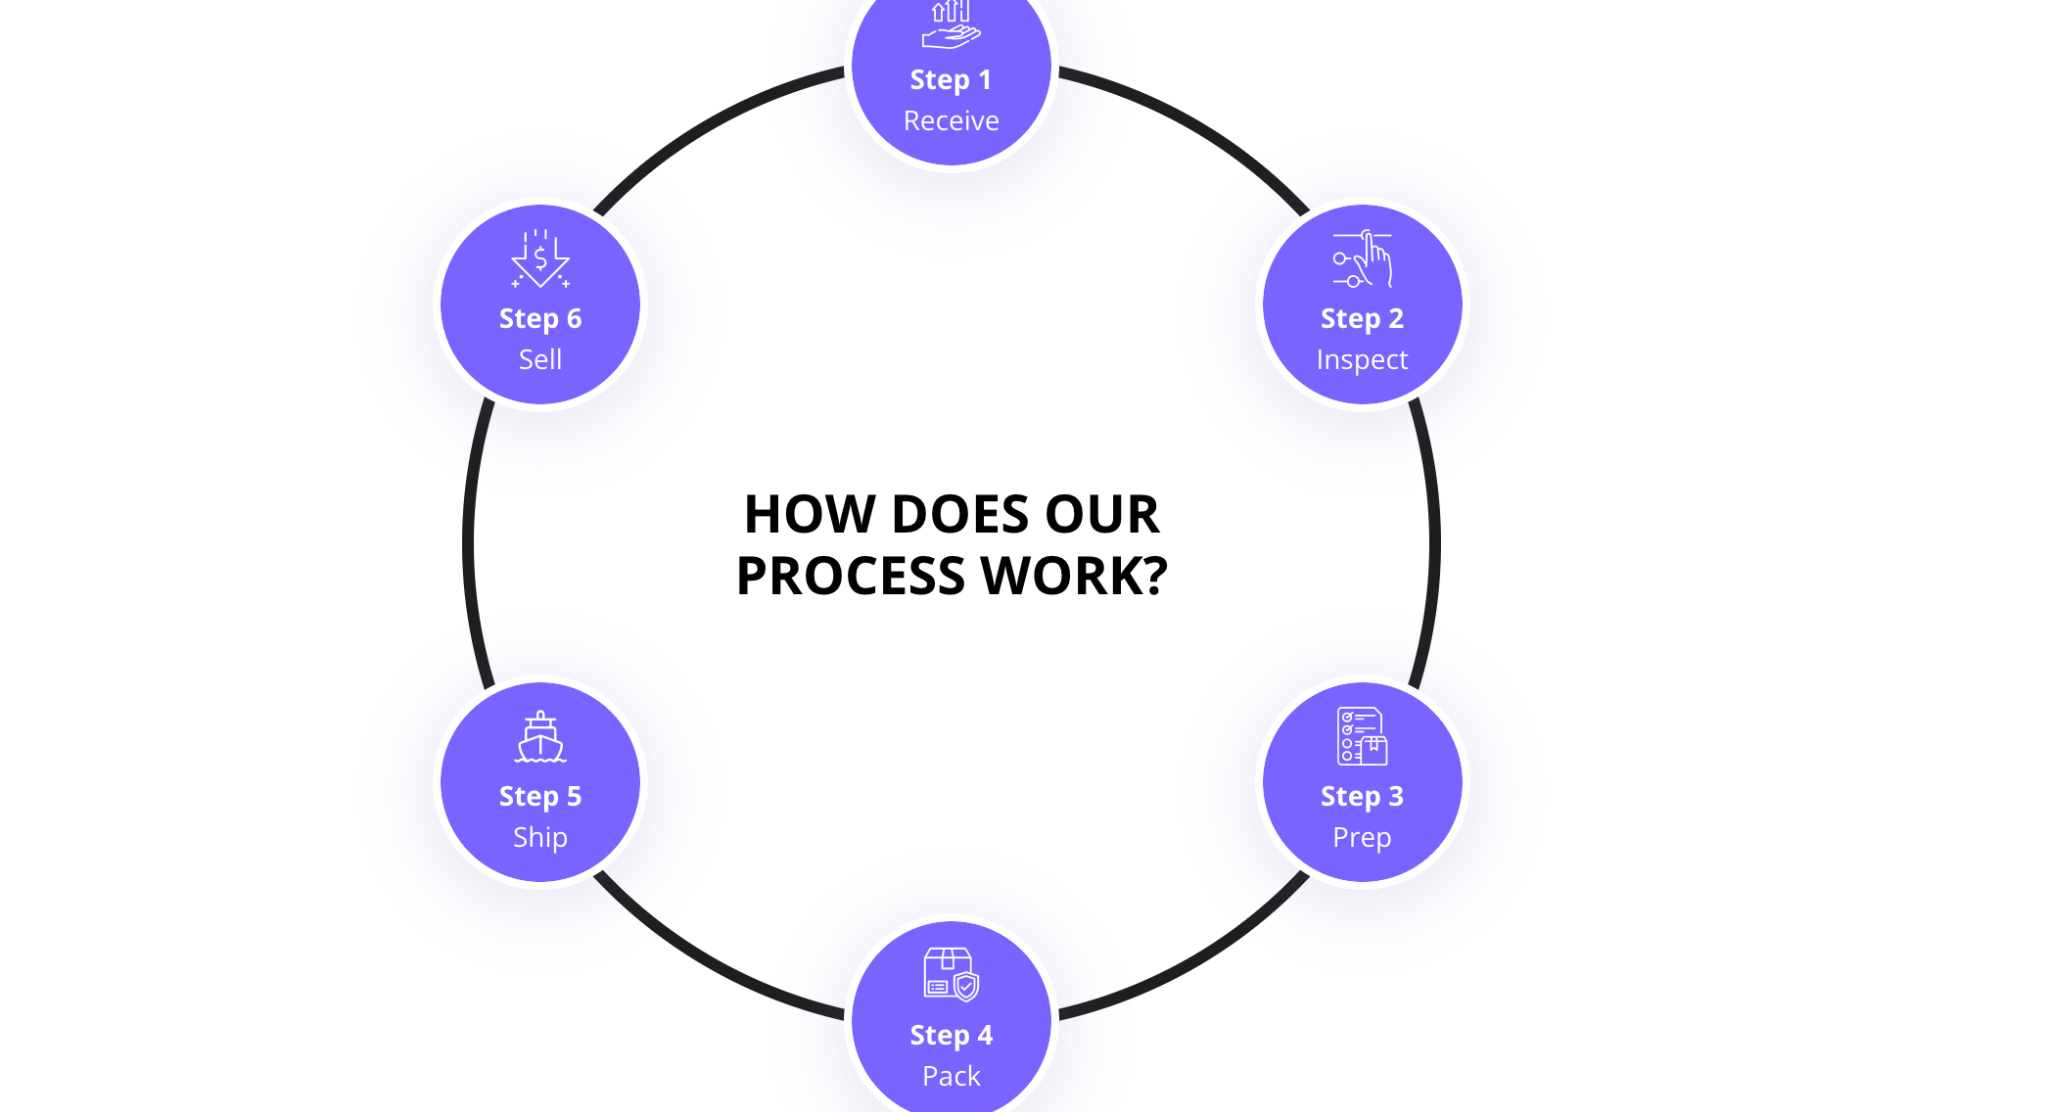 Step 1
Receive
Step 2
Inspect
Step 3
Prep
Step 4
Pack
Step 5
Ship
Step 6
Sell
HOW DOES OUR
PROCESS WORK?